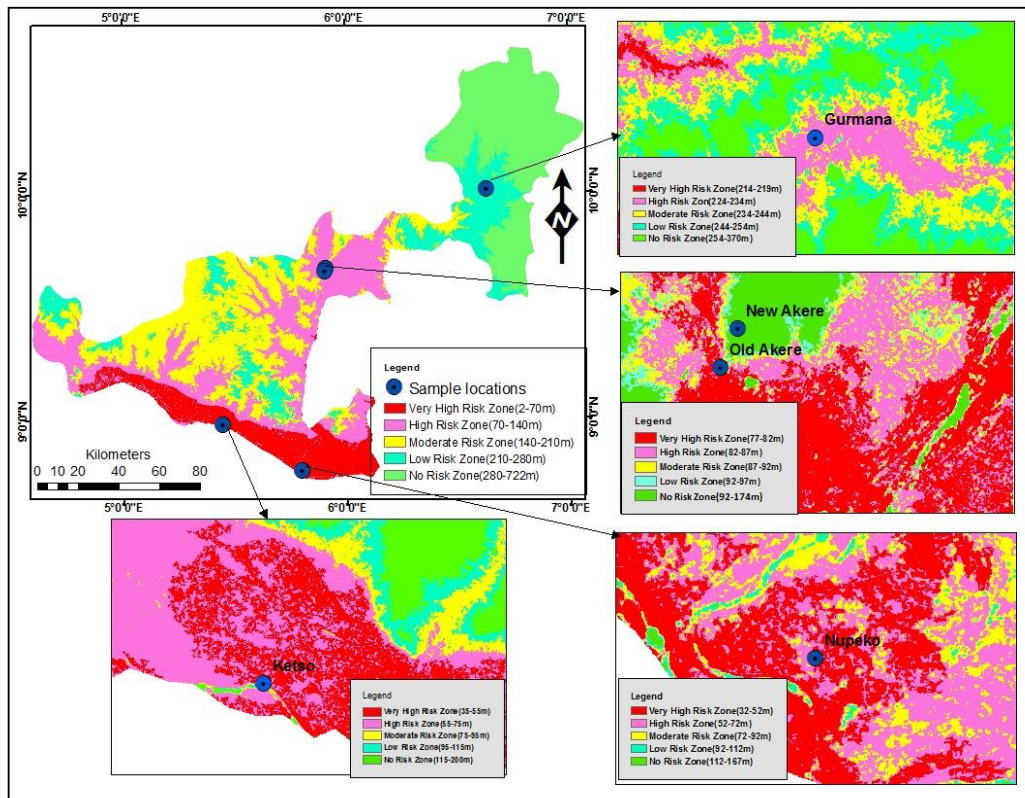 5°0'0"E
6°0'0"E
7°0'0"E
10°0'0"N
9°0'0"N
10°0'0"N
9°0'0"N
N
Kilometers
0 10 20 40 60 80
Legend
Sample locations
Very High Risk Zone(2-70m)
High Risk Zone(70-140m)
Moderate Risk Zone(140-210m)
Low Risk Zone(210-280m)
No Risk Zone(280-722m)
5°0'0"E
6°0'0"E
7°0'0"E
Gurmana
Legend
Very High Risk Zone(214-219m)
High Risk Zon(224-234m)
Moderate Risk Zone(234-244m)
Low Risk Zone(244-254m)
No Risk Zone(254-370m)
New Akere
Old Akere
Legend
Very High Risk Zone(77-82m)
High Risk Zone(82-87m)
Moderate Risk Zone(87-92m)
Low Risk Zone(92-97m)
No Risk Zone(92-174m)
Ketso
Legend
Very High Risk Zone(35-55m)
High Risk Zone(55-75m)
Moderate Risk Zone(75-95m)
Low Risk Zone(95-115m)
No Risk Zone(115-200m)
Nupeko
Legend
Very High Risk Zone(32-52m)
High Risk Zone(52-72m)
Moderate Risk Zone(72-92m)
Low Risk Zone(92-112m)
No Risk Zone(112-167m)